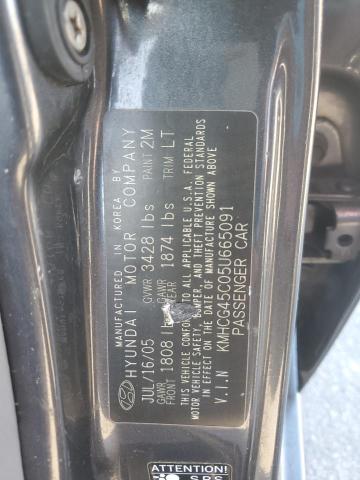 MANUFACTURED IN KOREA BY
HYUNDAI MOTOR COMPANY
JUL/16/05 GVWR 3428 lbs PAINT 2M
GAWR FRONT 1808 GAWR REAR 1874 lbs TRIM LT
THIS VEHICLE CONFORMS TO ALL APPLICABLE U.S.A. FEDERAL
MOTOR VEHICLE SAFETY, BUMPER, AND THEFT PREVENTION STANDARDS
IN EFFECT ON THE DATE OF MANUFACTURE SHOWN ABOVE
V.I.N KMHCG45C05U665091
PASSENGER CAR
ATTENTION!
SRS